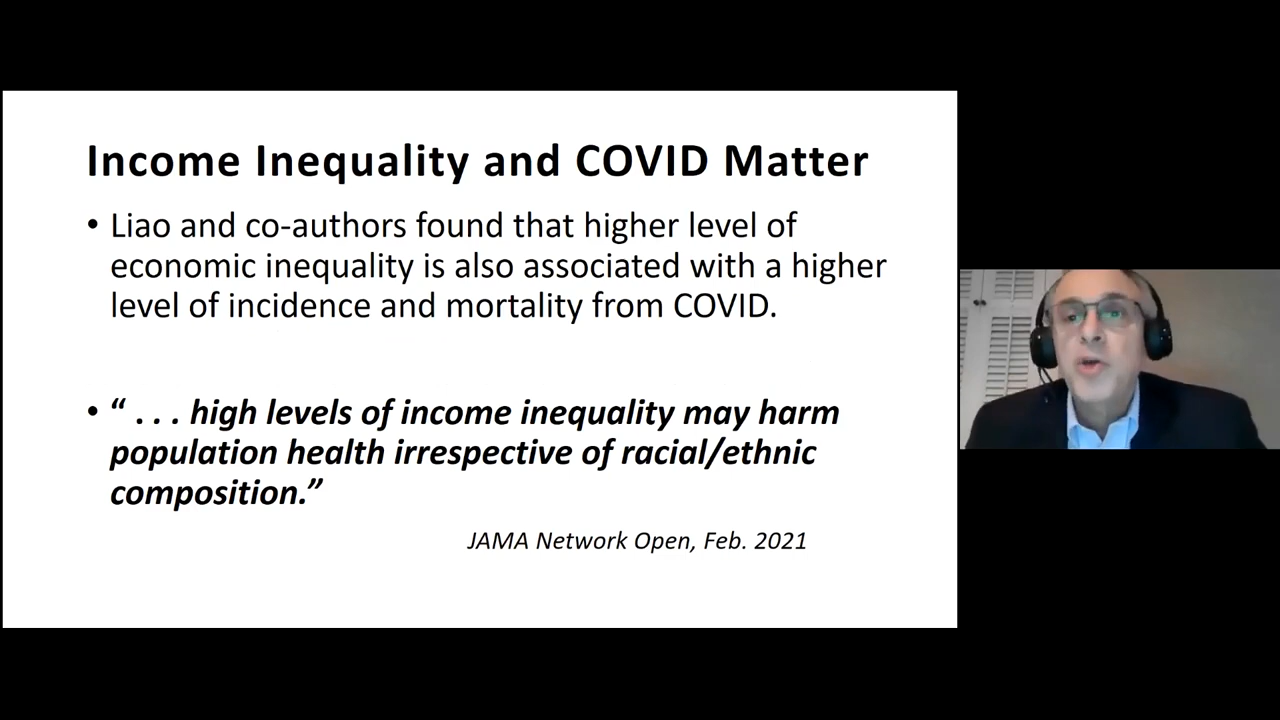 Income Inequality and COVID Matter
• Liao and co-authors found that higher level of
economic inequality is also associated with a higher
level of incidence and mortality from COVID.
• “ . . . high levels of income inequality may harm
population health irrespective of racial/ethnic
composition.”
JAMA Network Open, Feb. 2021